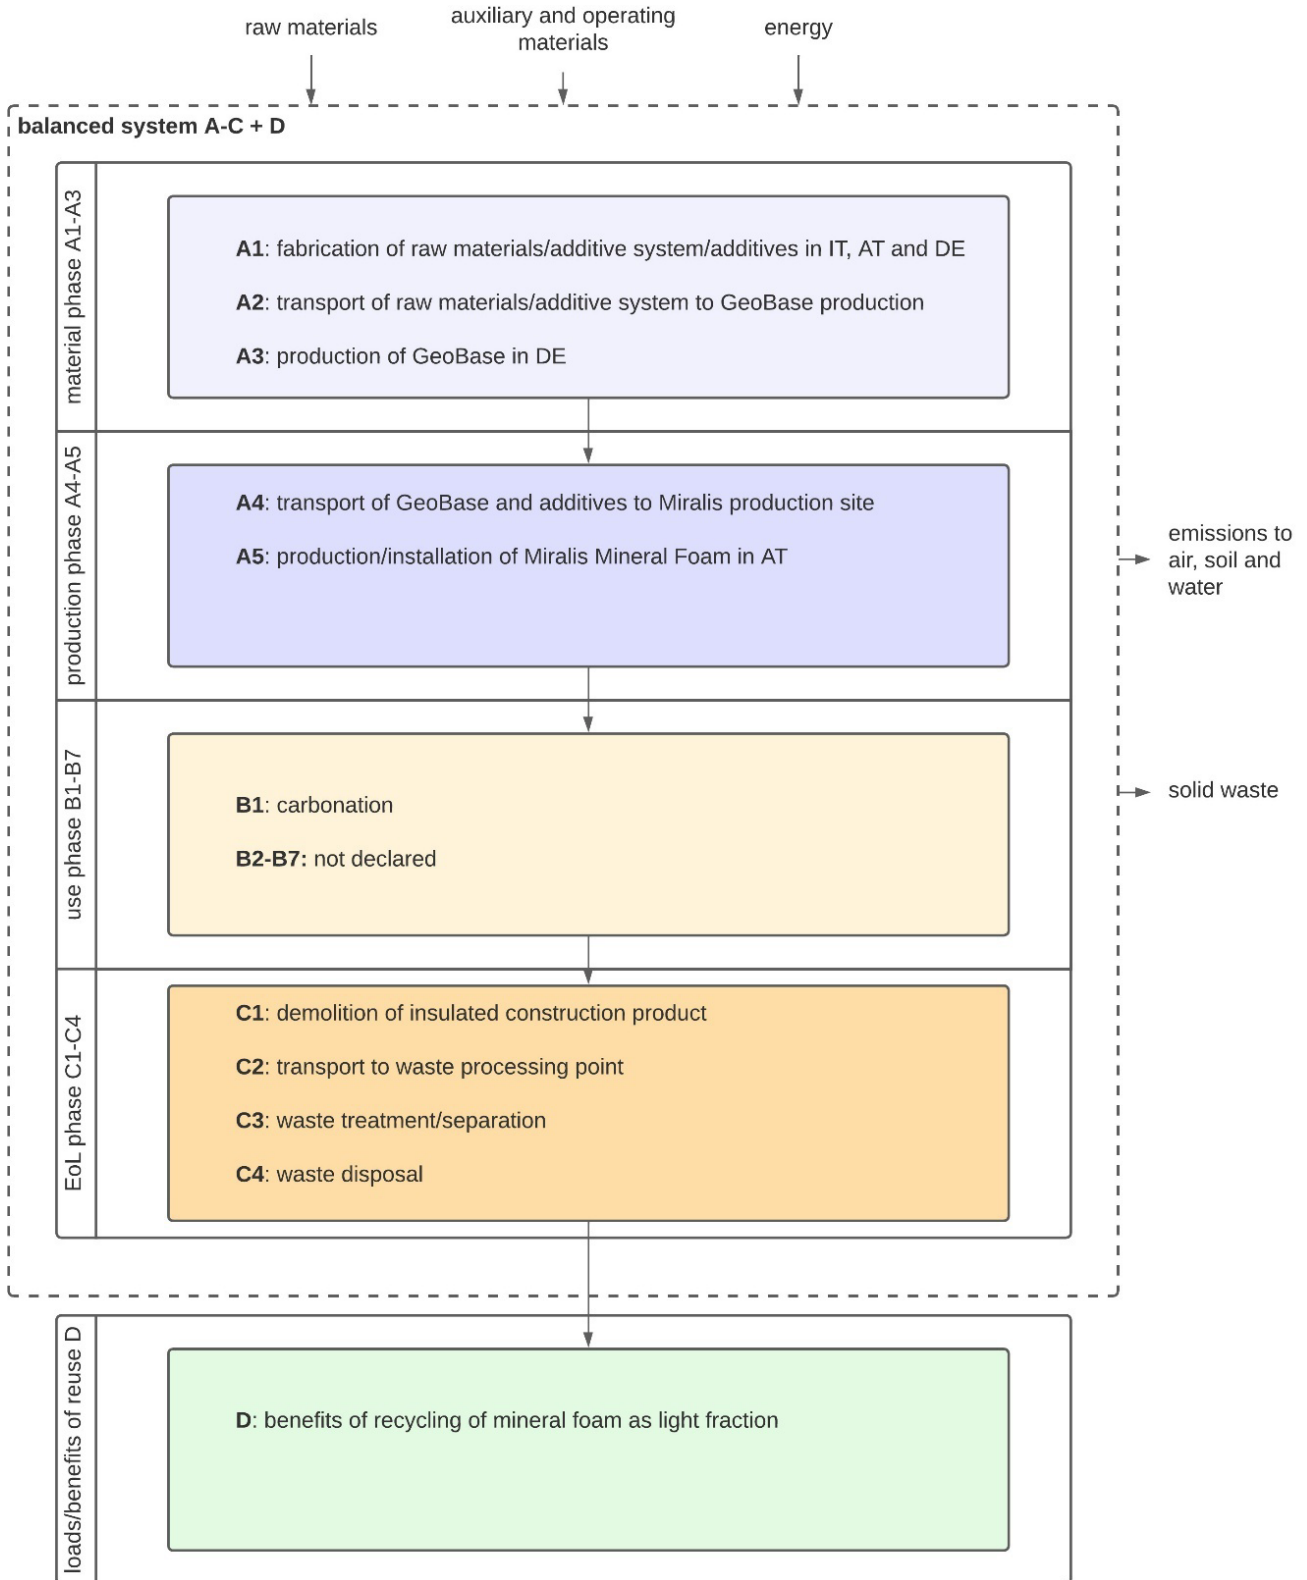 raw materials
auxiliary and operating
materials
energy
balanced system A-C + D
material phase A1-A3
A1: fabrication of raw materials/additive system/additives in IT, AT and DE
A2: transport of raw materials/additive system to GeoBase production
A3: production of GeoBase in DE
production phase A4-A5
A4: transport of GeoBase and additives to Miralis production site
A5: production/installation of Miralis Mineral Foam in AT
emissions to
air, soil and
water
use phase B1-B7
B1: carbonation
B2-B7: not declared
solid waste
EoL phase C1-C4
C1: demolition of insulated construction product
C2: transport to waste processing point
C3: waste treatment/separation
C4: waste disposal
loads/benefits of reuse D
D: benefits of recycling of mineral foam as light fraction